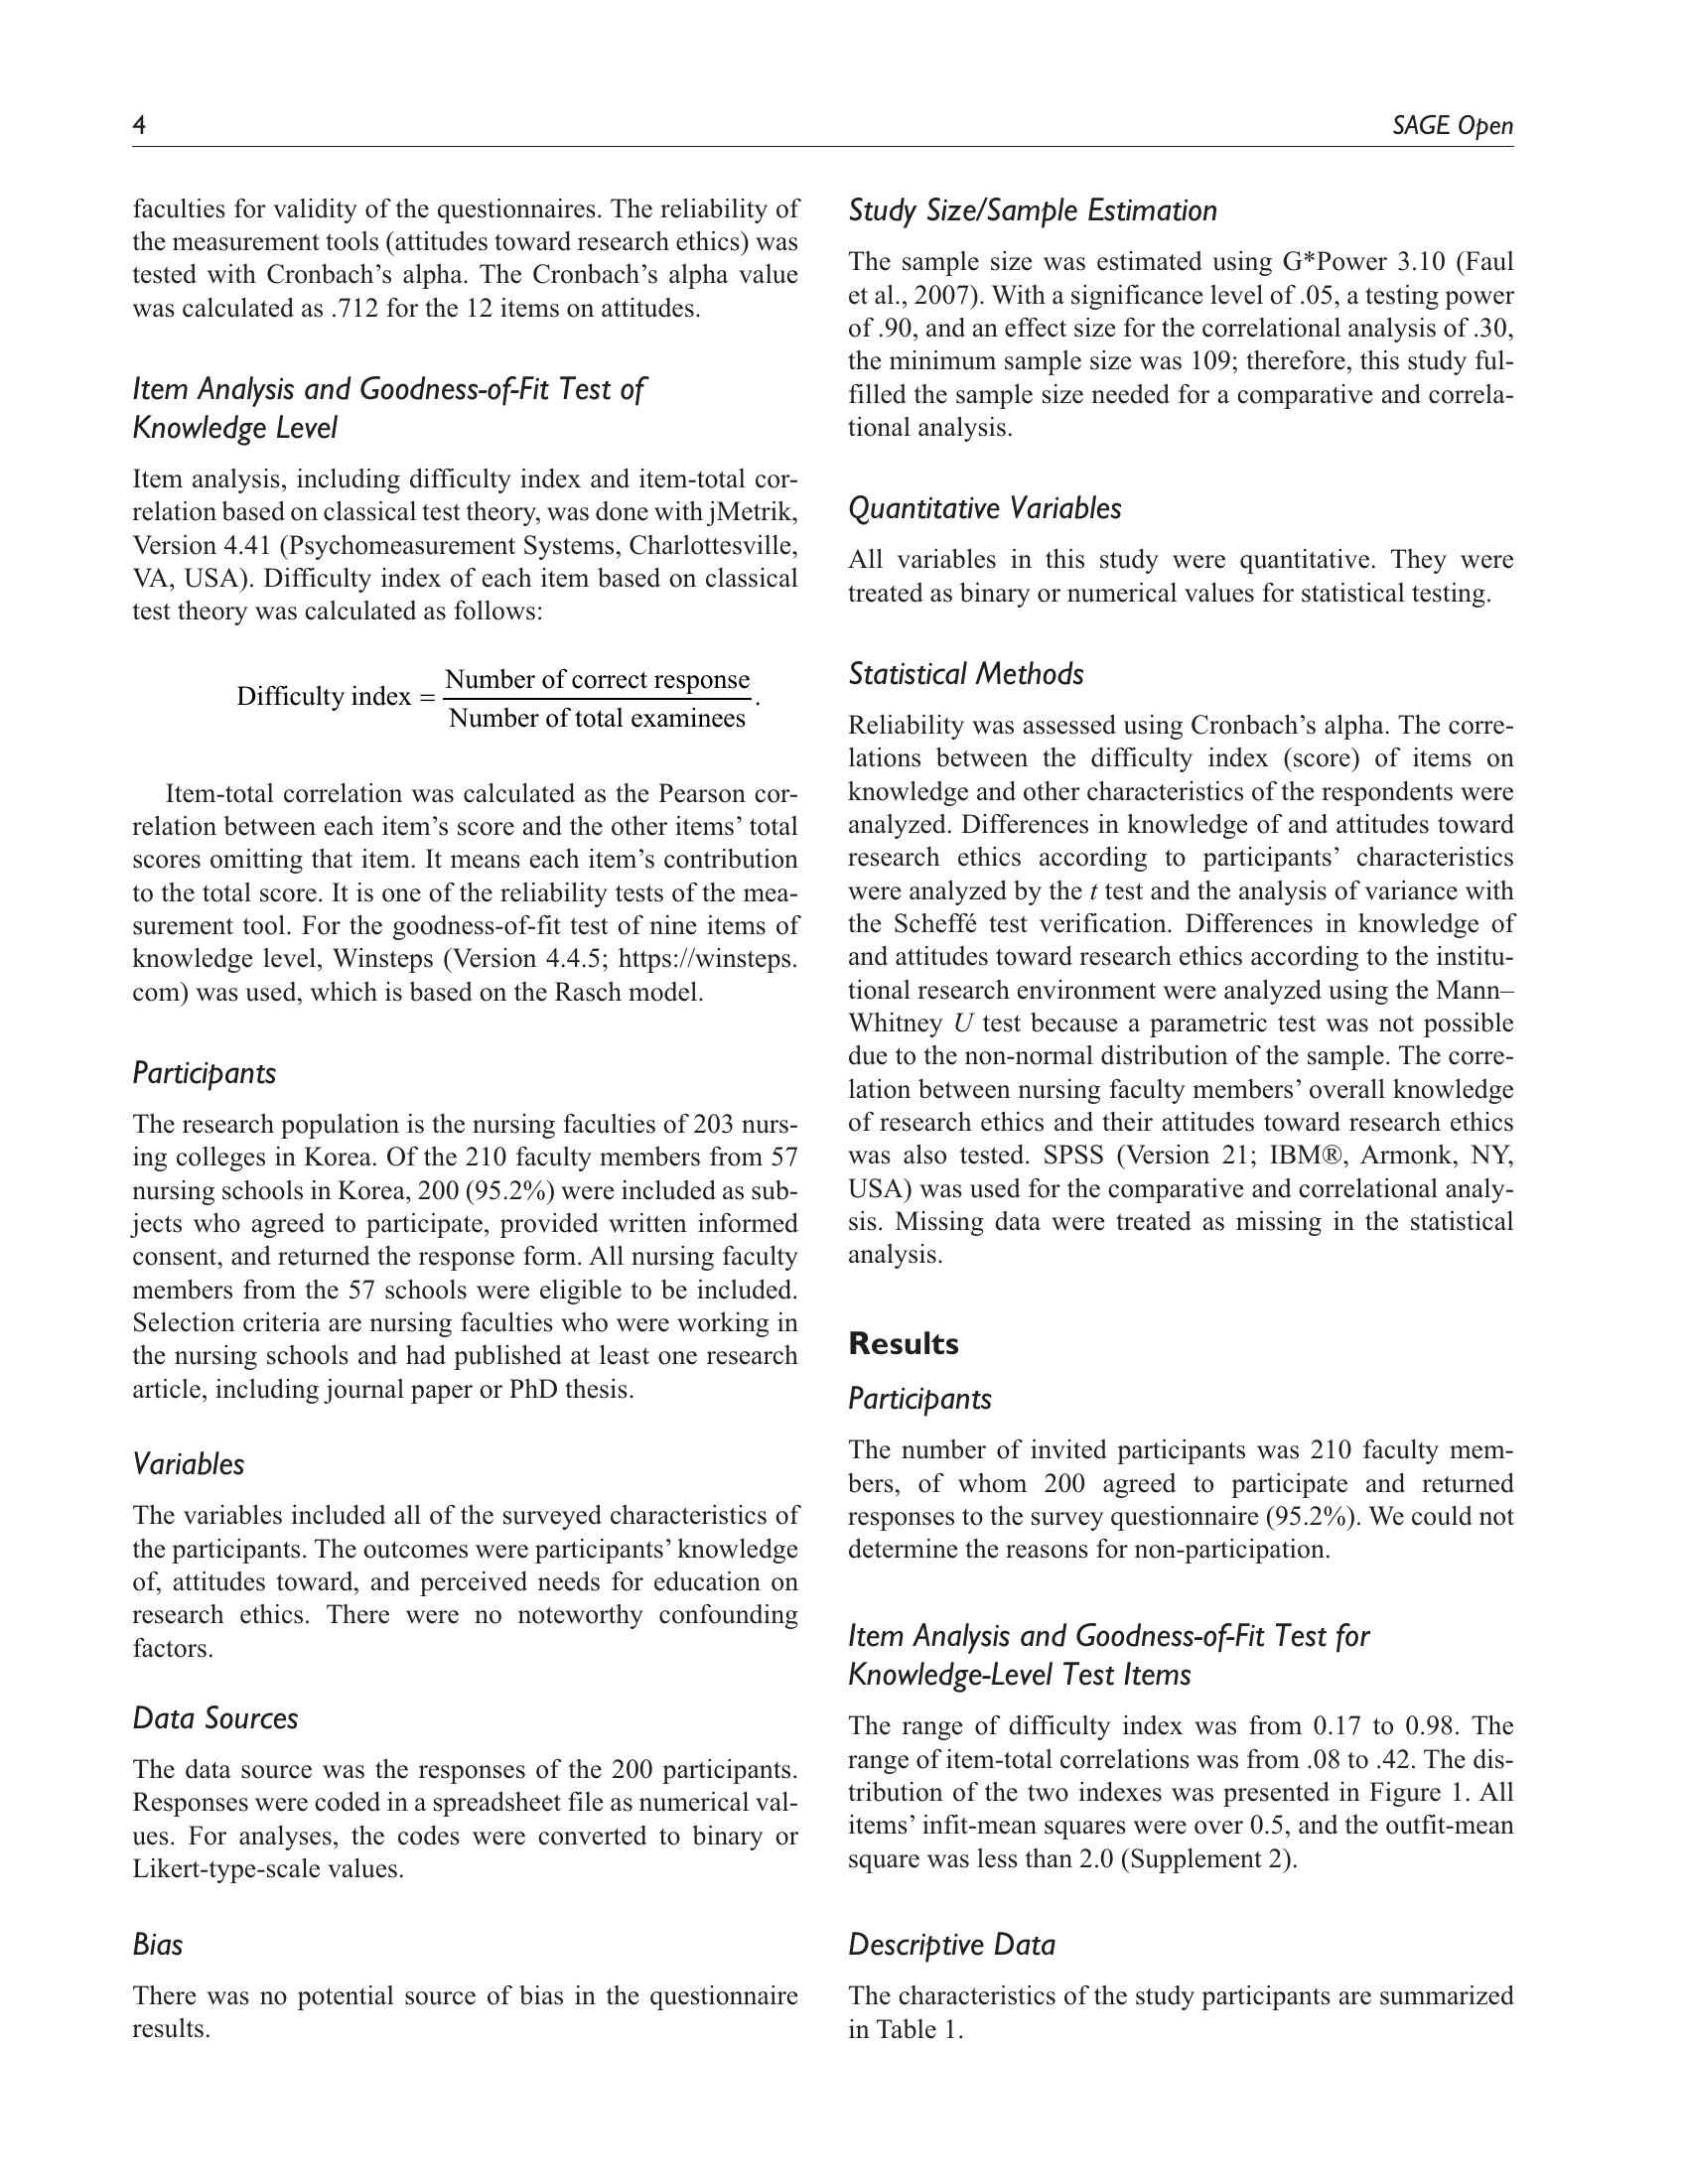 4
SAGE Open
faculties for validity of the questionnaires. The reliability of
the measurement tools (attitudes toward research ethics) was
tested with Cronbach’s alpha. The Cronbach’s alpha value
was calculated as .712 for the 12 items on attitudes.
Item Analysis and Goodness-of-Fit Test of
Knowledge Level
Item analysis, including difficulty index and item-total cor-
relation based on classical test theory, was done with jMetrik,
Version 4.41 (Psychomeasurement Systems, Charlottesville,
VA, USA). Difficulty index of each item based on classical
test theory was calculated as follows:
Difficulty index = Number of correct response / Number of total examinees.
Item-total correlation was calculated as the Pearson cor-
relation between each item’s score and the other items’ total
scores omitting that item. It means each item’s contribution
to the total score. It is one of the reliability tests of the mea-
surement tool. For the goodness-of-fit test of nine items of
knowledge level, Winsteps (Version 4.4.5; https://winsteps.
com) was used, which is based on the Rasch model.
Participants
The research population is the nursing faculties of 203 nurs-
ing colleges in Korea. Of the 210 faculty members from 57
nursing schools in Korea, 200 (95.2%) were included as sub-
jects who agreed to participate, provided written informed
consent, and returned the response form. All nursing faculty
members from the 57 schools were eligible to be included.
Selection criteria are nursing faculties who were working in
the nursing schools and had published at least one research
article, including journal paper or PhD thesis.
Variables
The variables included all of the surveyed characteristics of
the participants. The outcomes were participants’ knowledge
of, attitudes toward, and perceived needs for education on
research ethics. There were no noteworthy confounding
factors.
Data Sources
The data source was the responses of the 200 participants.
Responses were coded in a spreadsheet file as numerical val-
ues. For analyses, the codes were converted to binary or
Likert-type-scale values.
Bias
There was no potential source of bias in the questionnaire
results.
Study Size/Sample Estimation
The sample size was estimated using G*Power 3.10 (Faul
et al., 2007). With a significance level of .05, a testing power
of .90, and an effect size for the correlational analysis of .30,
the minimum sample size was 109; therefore, this study ful-
filled the sample size needed for a comparative and correla-
tional analysis.
Quantitative Variables
All variables in this study were quantitative. They were
treated as binary or numerical values for statistical testing.
Statistical Methods
Reliability was assessed using Cronbach’s alpha. The corre-
lations between the difficulty index (score) of items on
knowledge and other characteristics of the respondents were
analyzed. Differences in knowledge of and attitudes toward
research ethics according to participants’ characteristics
were analyzed by the t test and the analysis of variance with
the Scheffé test verification. Differences in knowledge of
and attitudes toward research ethics according to the institu-
tional research environment were analyzed using the Mann–
Whitney U test because a parametric test was not possible
due to the non-normal distribution of the sample. The corre-
lation between nursing faculty members’ overall knowledge
of research ethics and their attitudes toward research ethics
was also tested. SPSS (Version 21; IBM®, Armonk, NY,
USA) was used for the comparative and correlational analy-
sis. Missing data were treated as missing in the statistical
analysis.
Results
Participants
The number of invited participants was 210 faculty mem-
bers, of whom 200 agreed to participate and returned
responses to the survey questionnaire (95.2%). We could not
determine the reasons for non-participation.
Item Analysis and Goodness-of-Fit Test for
Knowledge-Level Test Items
The range of difficulty index was from 0.17 to 0.98. The
range of item-total correlations was from .08 to .42. The dis-
tribution of the two indexes was presented in Figure 1. All
items’ infit-mean squares were over 0.5, and the outfit-mean
square was less than 2.0 (Supplement 2).
Descriptive Data
The characteristics of the study participants are summarized
in Table 1.